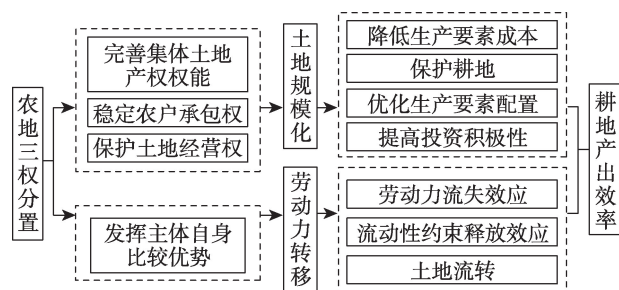 农地三权分置
完善集体土地
产权权能
稳定农户承包权
保护土地经营权
发挥主体自身
比较优势
土地规模化
劳动力转移
降低生产要素成本
保护耕地
优化生产要素配置
提高投资积极性
劳动力流失效应
流动性约束释放效应
土地流转
耕地产出效率